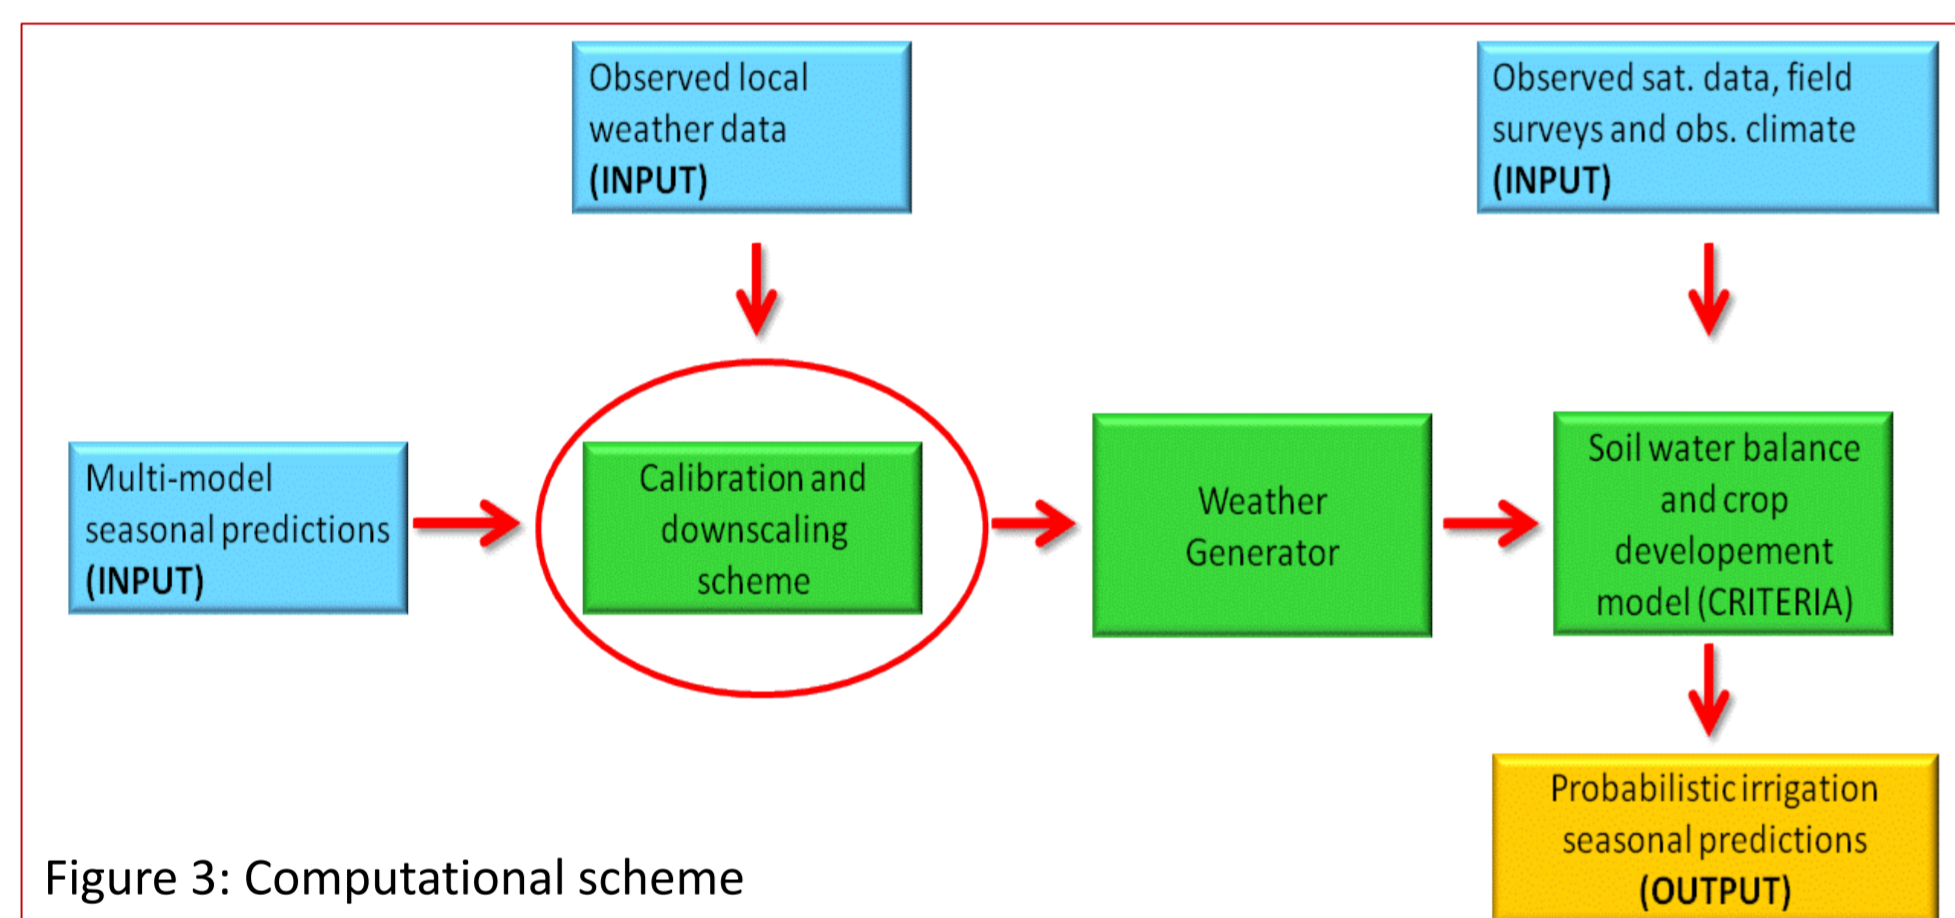 Observed local
weather data
(INPUT)
Observed sat. data, field
surveys and obs. climate
(INPUT)
Multi-model
seasonal predictions
(INPUT)
Calibration and
downscaling
scheme
Weather
Generator
Soil water balance
and crop
developement
model (CRITERIA)
Probabilistic irrigation
seasonal predictions
(OUTPUT)
Figure 3: Computational scheme